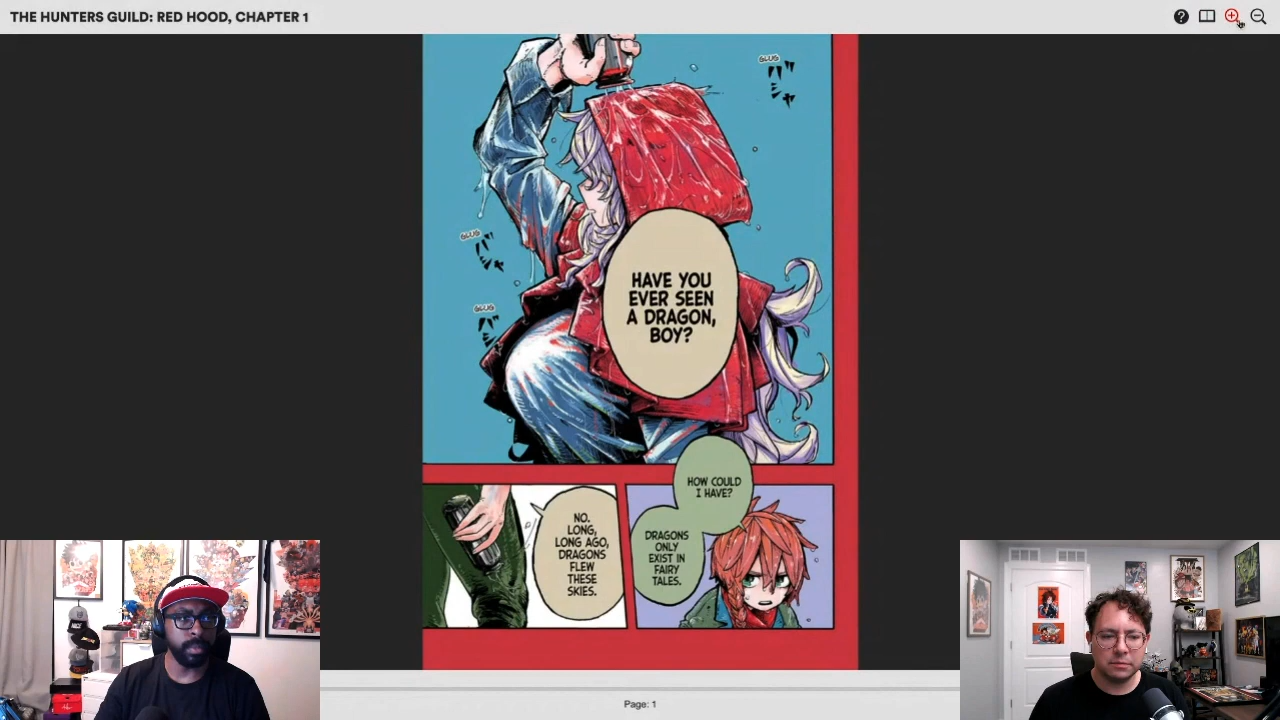 THE HUNTERS GUILD: RED HOOD, CHAPTER 1
GLUG
GLUG
GLUG
HAVE YOU
EVER SEEN
A DRAGON,
BOY?
HOW COULD
I HAVE?
DRAGONS
ONLY
EXIST IN
FAIRY
TALES.
NO.
LONG,
LONG AGO,
DRAGONS
FLEW
THESE
SKIES.
Page: 1